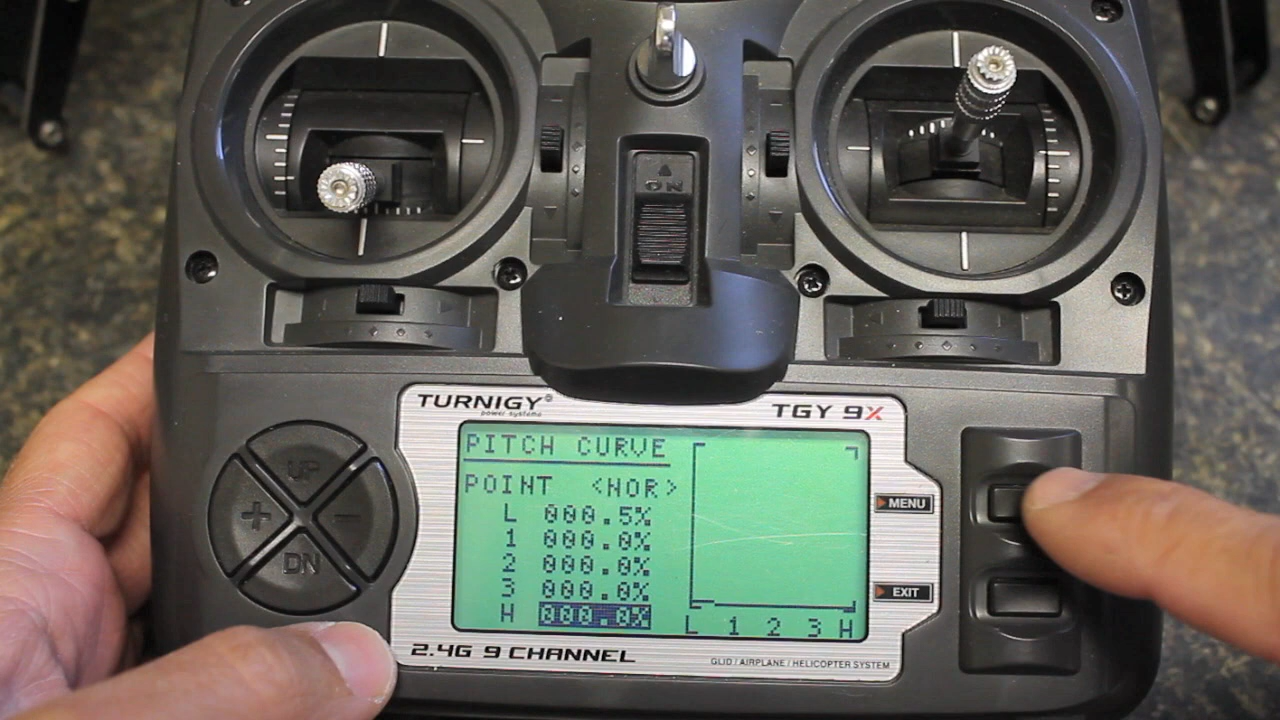 ON
TURNIGY®
power systems
TGY 9X
PITCH CURVE
POINT <NOR>
L 000.5%
1 000.0%
2 000.0%
3 000.0%
H 000.0%
L 1 2 3 H
UP
+ -
DN
MENU
EXIT
2.4G 9 CHANNEL
GLID / AIRPLANE / HELICOPTER SYSTEM